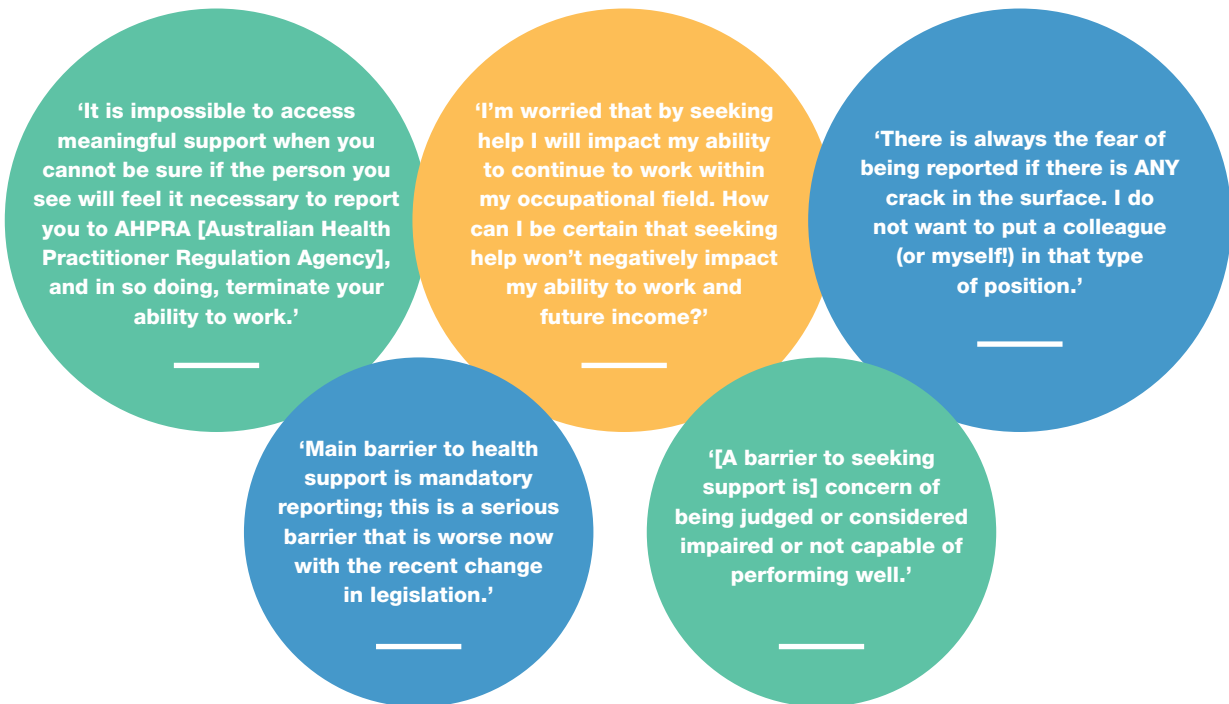 ‘It is impossible to access
meaningful support when you
cannot be sure if the person you
see will feel it necessary to report
you to AHPRA [Australian Health
Practitioner Regulation Agency],
and in so doing, terminate your
ability to work.’
‘I’m worried that by seeking
help I will impact my ability
to continue to work within
my occupational field. How
can I be certain that seeking
help won’t negatively impact
my ability to work and
future income?’
‘There is always the fear of
being reported if there is ANY
crack in the surface. I do
not want to put a colleague
(or myself!) in that type
of position.’
‘Main barrier to health
support is mandatory
reporting; this is a serious
barrier that is worse now
with the recent change
in legislation.’
‘[A barrier to seeking
support is] concern of
being judged or considered
impaired or not capable of
performing well.’